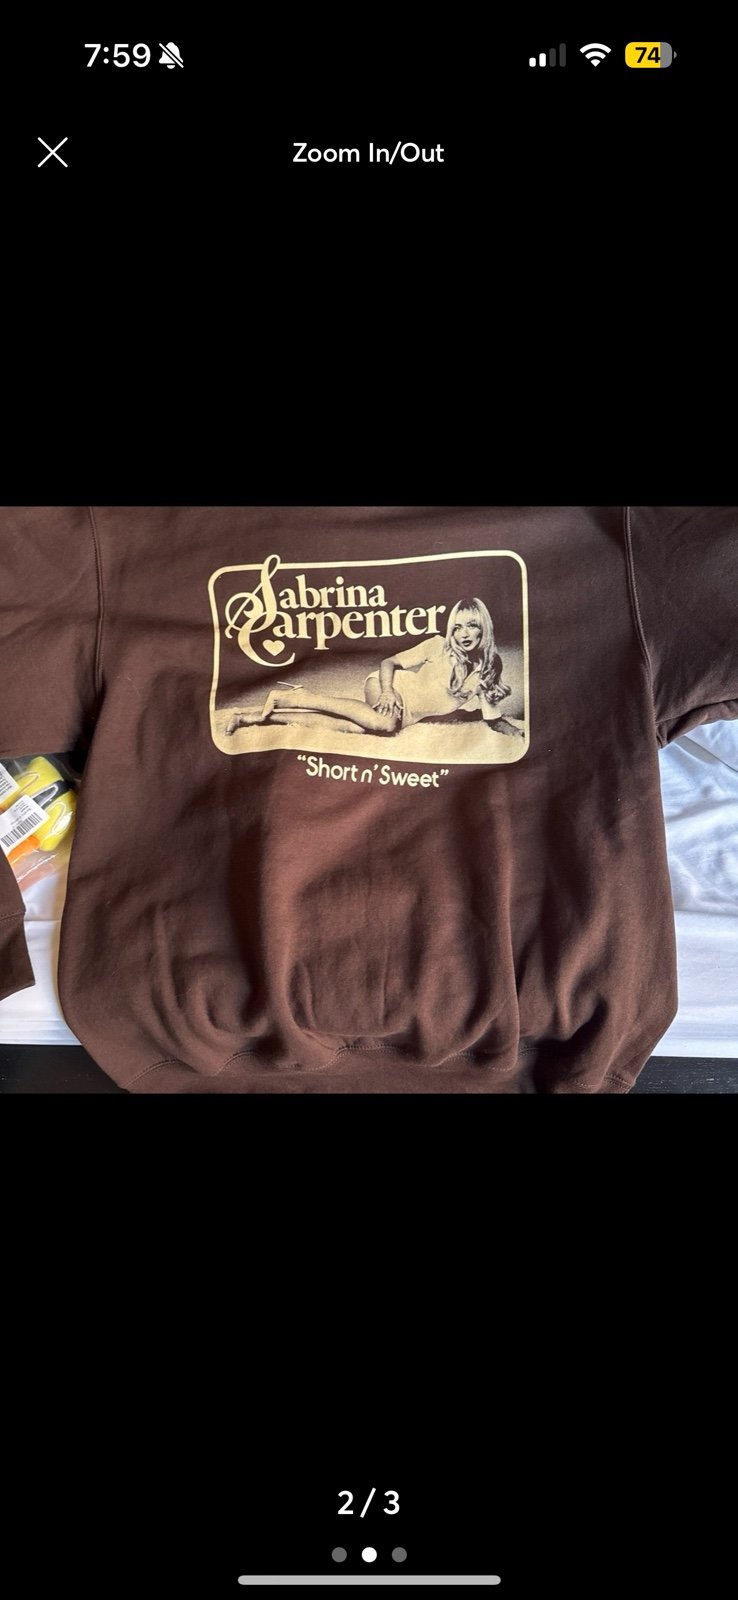 7:59
74
Zoom In/Out
Sabrina
Carpenter
“Short n’ Sweet”
2 / 3